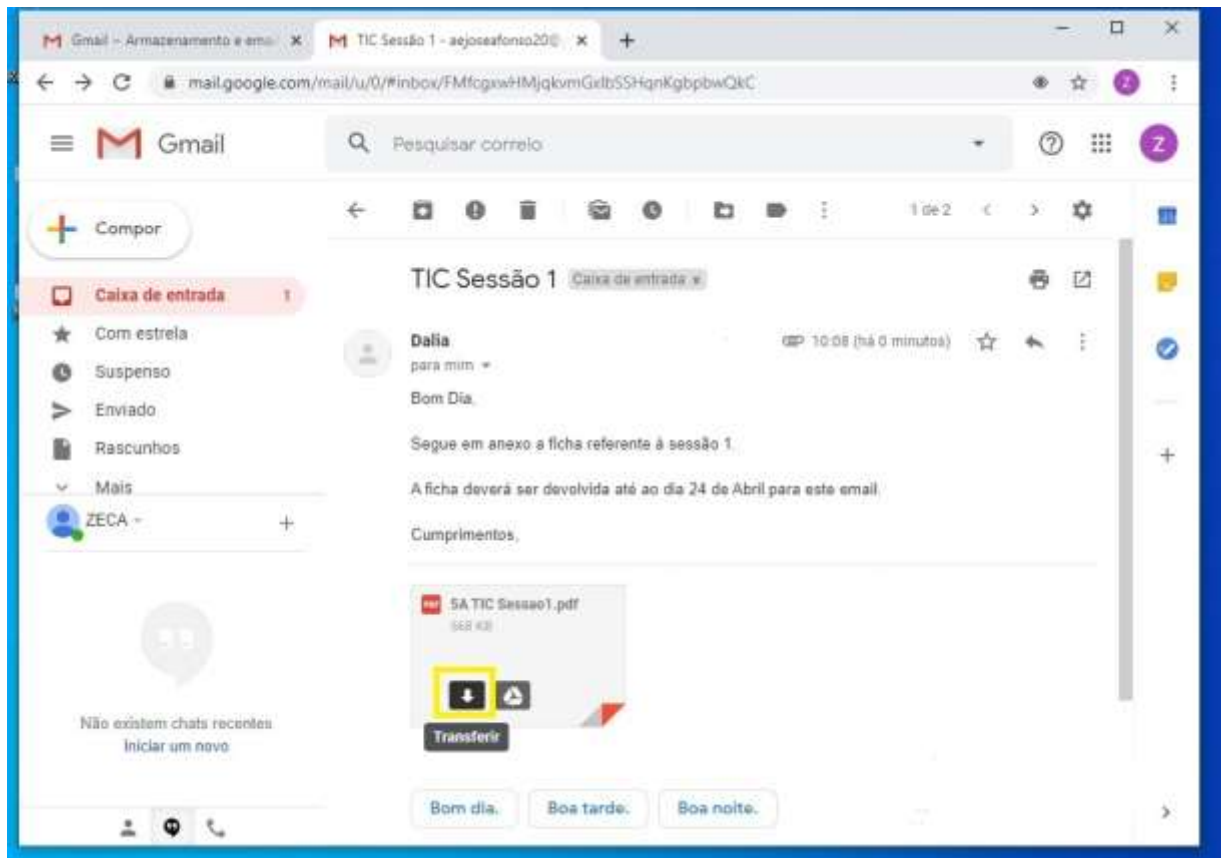 Gmail – Armazenamento e ema
TIC Sessão 1 - aejoseafonso20
mail.google.com/mail/u/0/#inbox/
Z
Gmail
Pesquisar correio
Z
Compor
1 de 2
TIC Sessão 1 Caixa de entrada x
Caixa de entrada 1
Com estrela
Suspenso
Enviado
Rascunhos
Mais
ZECA
Dalia
10:08 (há 0 minutos)
para mim
Bom Dia,
Segue em anexo a ficha referente á sessão 1.
A ficha deverá ser devolvida até ao dia 24 de Abril para este email.
Cumprimentos,
PDF
5A TIC Sessao1.pdf
568 KB
Transferir
Não existem chats recentes
Iniciar um novo
Bom dia.
Boa tarde.
Boa noite.